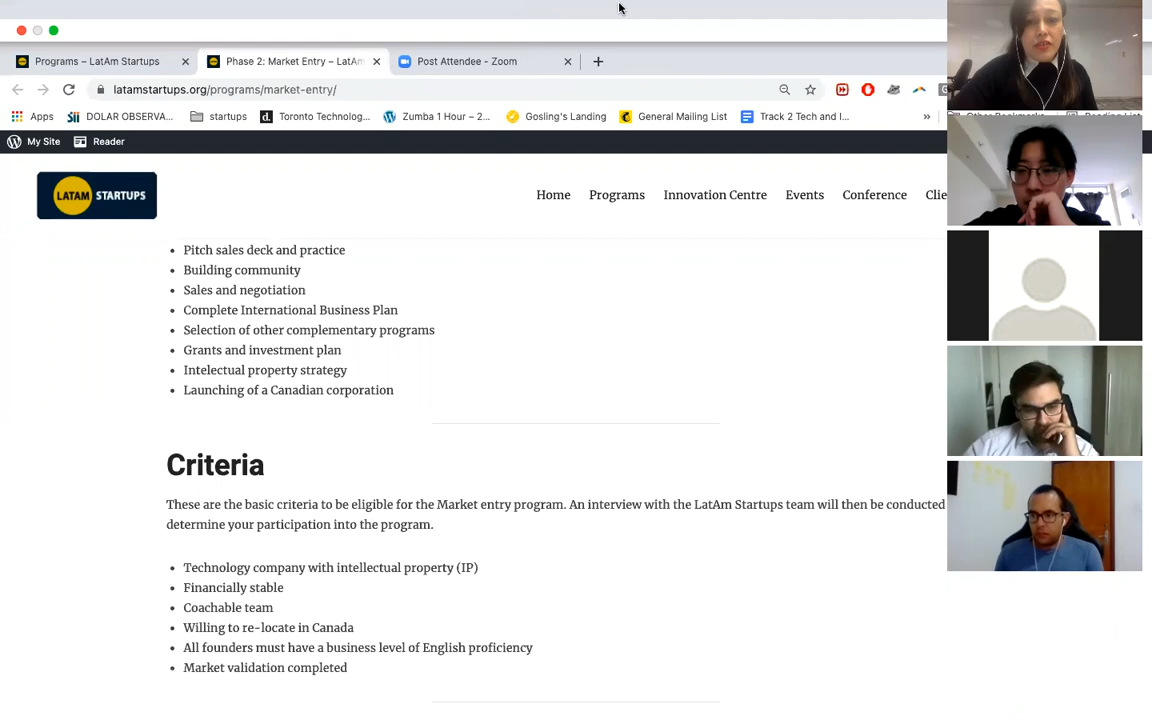 Programs – LatAm Startups
Phase 2: Market Entry – LatAm
Post Attendee - Zoom
latamstartups.org/programs/market-entry/
Apps
DOLAR OBSERVA...
startups
Toronto Technolog...
Zumba 1 Hour – 2...
Gosling's Landing
General Mailing List
Track 2 Tech and I...
My Site
Reader
LATAM STARTUPS
Home
Programs
Innovation Centre
Events
Conference
Clie
• Pitch sales deck and practice
• Building community
• Sales and negotiation
• Complete International Business Plan
• Selection of other complementary programs
• Grants and investment plan
• Intelectual property strategy
• Launching of a Canadian corporation
Criteria
These are the basic criteria to be eligible for the Market entry program. An interview with the LatAm Startups team will then be conducted
determine your participation into the program.
• Technology company with intellectual property (IP)
• Financially stable
• Coachable team
• Willing to re-locate in Canada
• All founders must have a business level of English proficiency
• Market validation completed